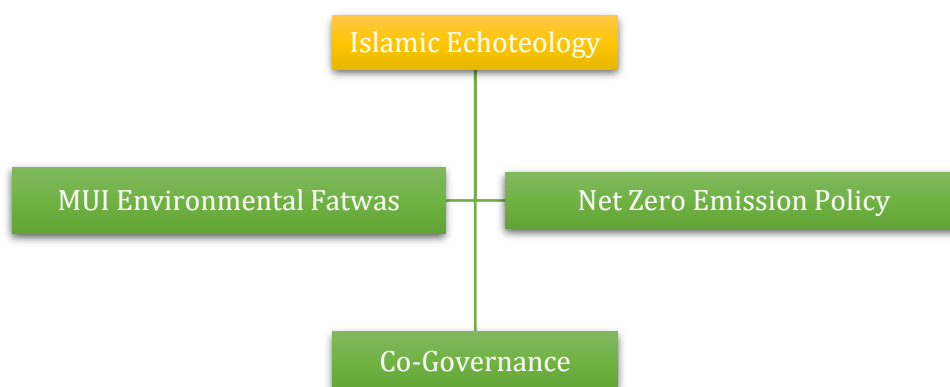 Islamic Echoteology
MUI Environmental Fatwas
Net Zero Emission Policy
Co-Governance